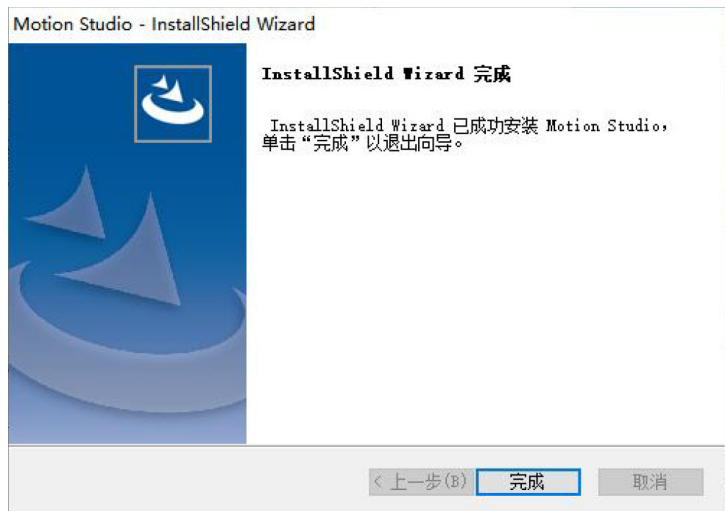 Motion Studio - InstallShield Wizard
InstallShield Wizard 完成
InstallShield Wizard 已成功安装 Motion Studio，
单击“完成”以退出向导。
< 上一步(B)
完成
取消